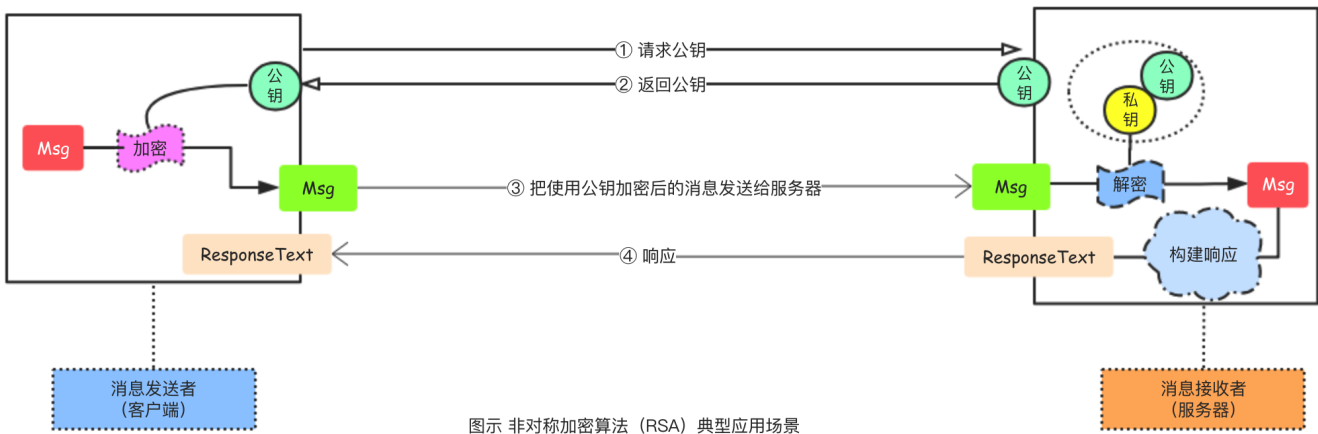 ① 请求公钥
公
钥
② 返回公钥
公
钥
公
钥
私
钥
Msg
加密
Msg
③ 把使用公钥加密后的消息发送给服务器
Msg
解密
Msg
ResponseText
④ 响应
ResponseText
构建响应
消息发送者
（客户端）
消息接收者
（服务器）
图示 非对称加密算法（RSA）典型应用场景